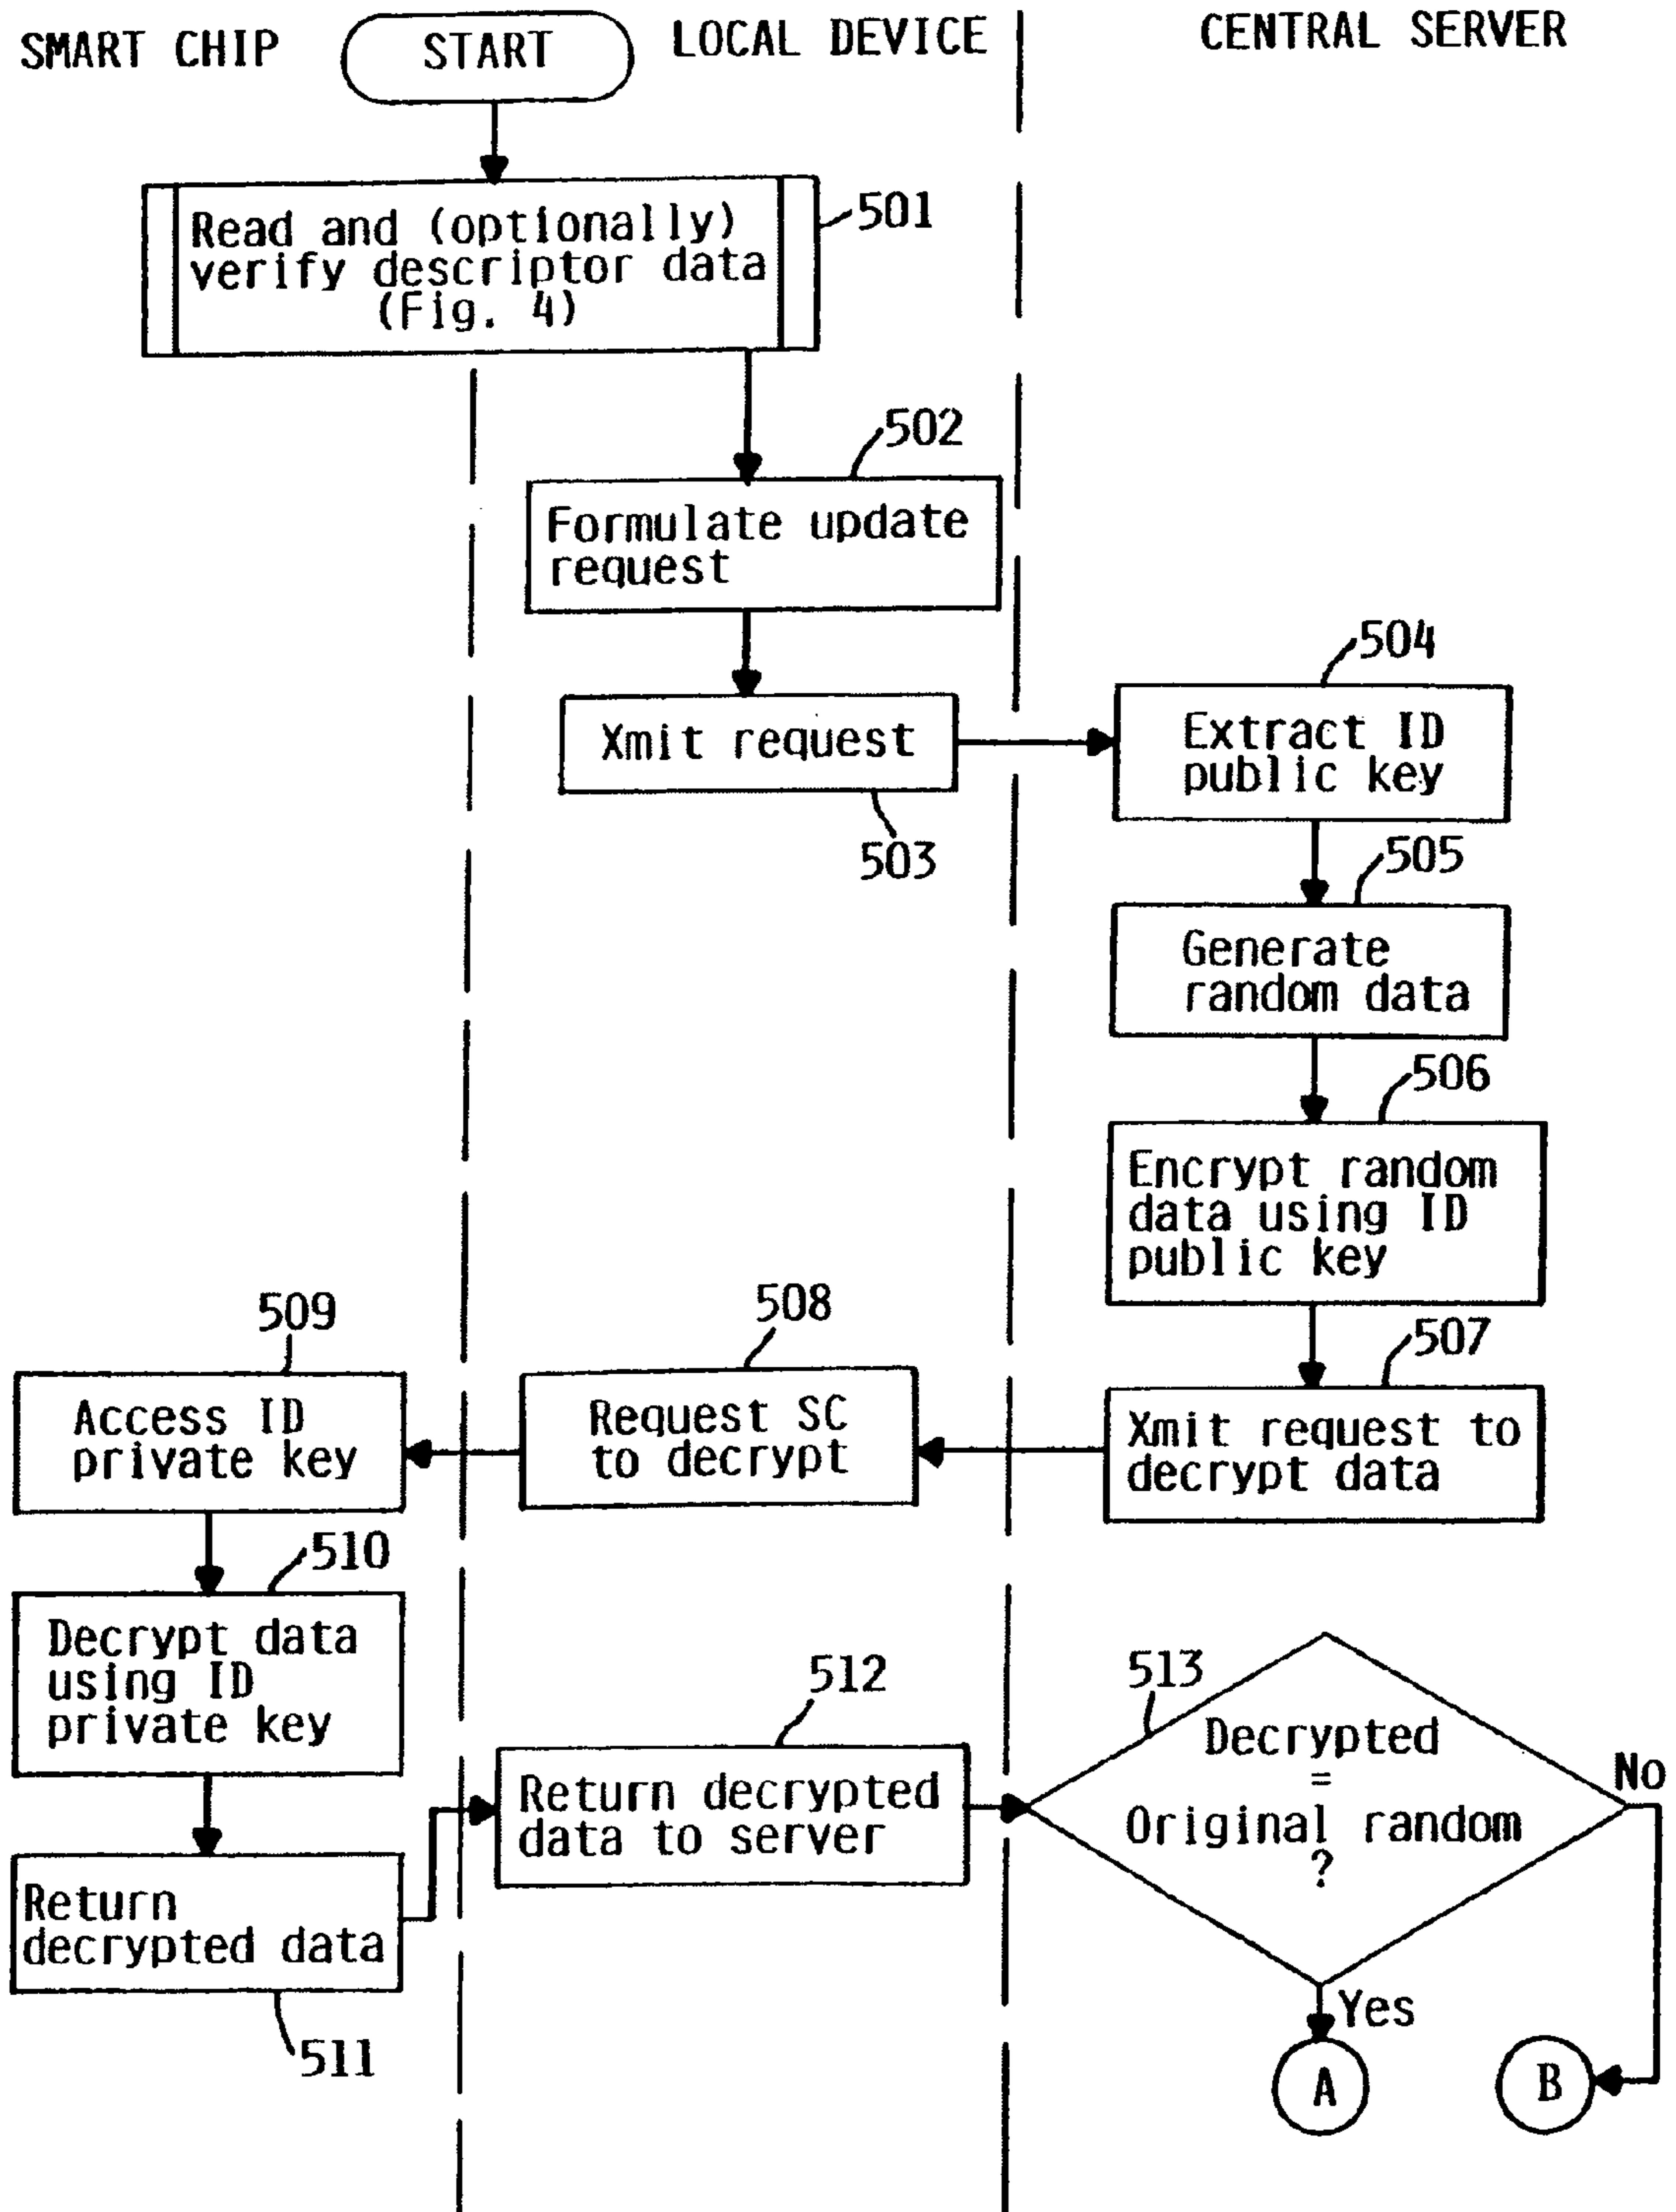 SMART CHIP
START
LOCAL DEVICE
CENTRAL SERVER
Read and (optionally)
verify descriptor data
(Fig. 4)
501
502
Formulate update
request
Xmit request
503
504
Extract ID
public key
505
Generate
random data
506
Encrypt random
data using ID
public key
507
Xmit request to
decrypt data
508
Request SC
to decrypt
509
Access ID
private key
510
Decrypt data
using ID
private key
Return
decrypted data
511
512
Return decrypted
data to server
513
Decrypted
=
Original random
?
No
Yes
A
B